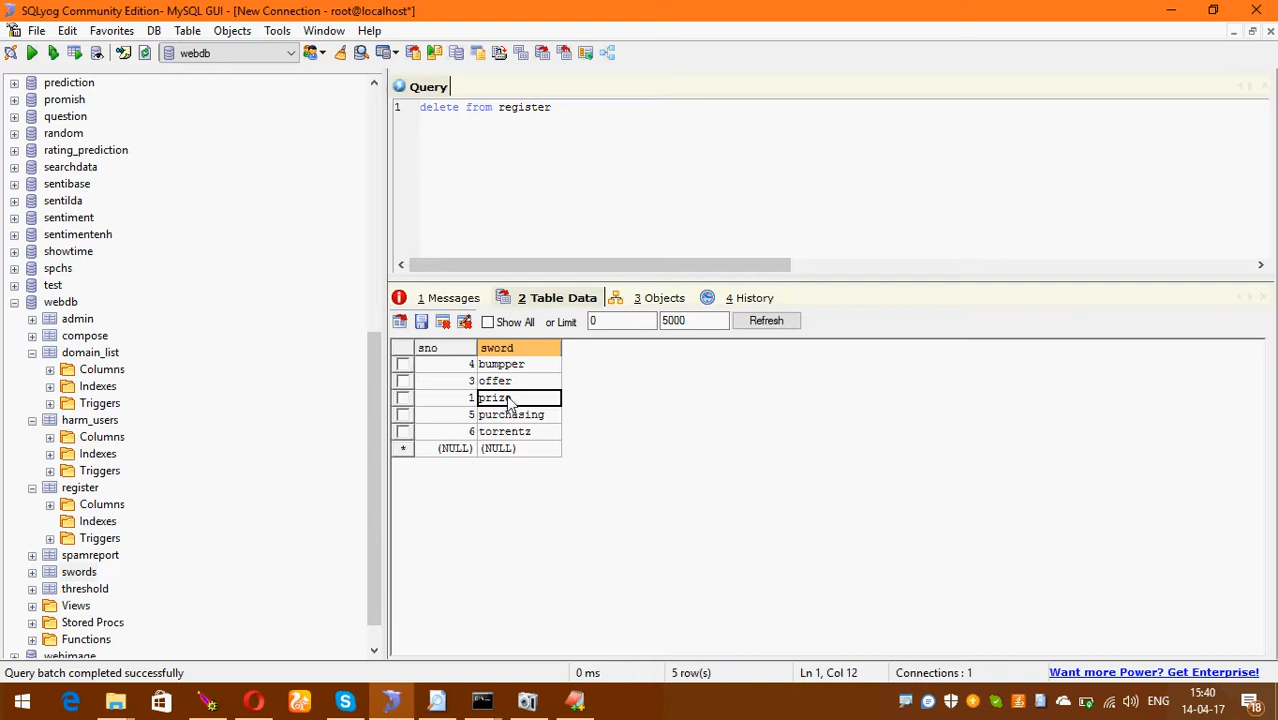 SQLyog Community Edition- MySQL GUI - [New Connection - root@localhost*]
File Edit Favorites DB Table Objects Tools Window Help
webdb
prediction
promish
question
random
rating_prediction
searchdata
sentibase
sentilda
sentiment
sentimentenh
showtime
spchs
test
webdb
admin
compose
domain_list
Columns
Indexes
Triggers
harm_users
Columns
Indexes
Triggers
register
Columns
Indexes
Triggers
spamreport
swords
threshold
Views
Stored Procs
Functions
webimage
Query
1 delete from register
1 Messages 2 Table Data 3 Objects 4 History
Show All or Limit 0 5000 Refresh
sno sword
4 bumpper
3 offer
1 prize
5 purchasing
6 torrentz
* (NULL) (NULL)
Query batch completed successfully 0 ms 5 row(s) Ln 1, Col 12 Connections : 1 Want more Power? Get Enterprise!
ENG 15:40
14-04-17 18